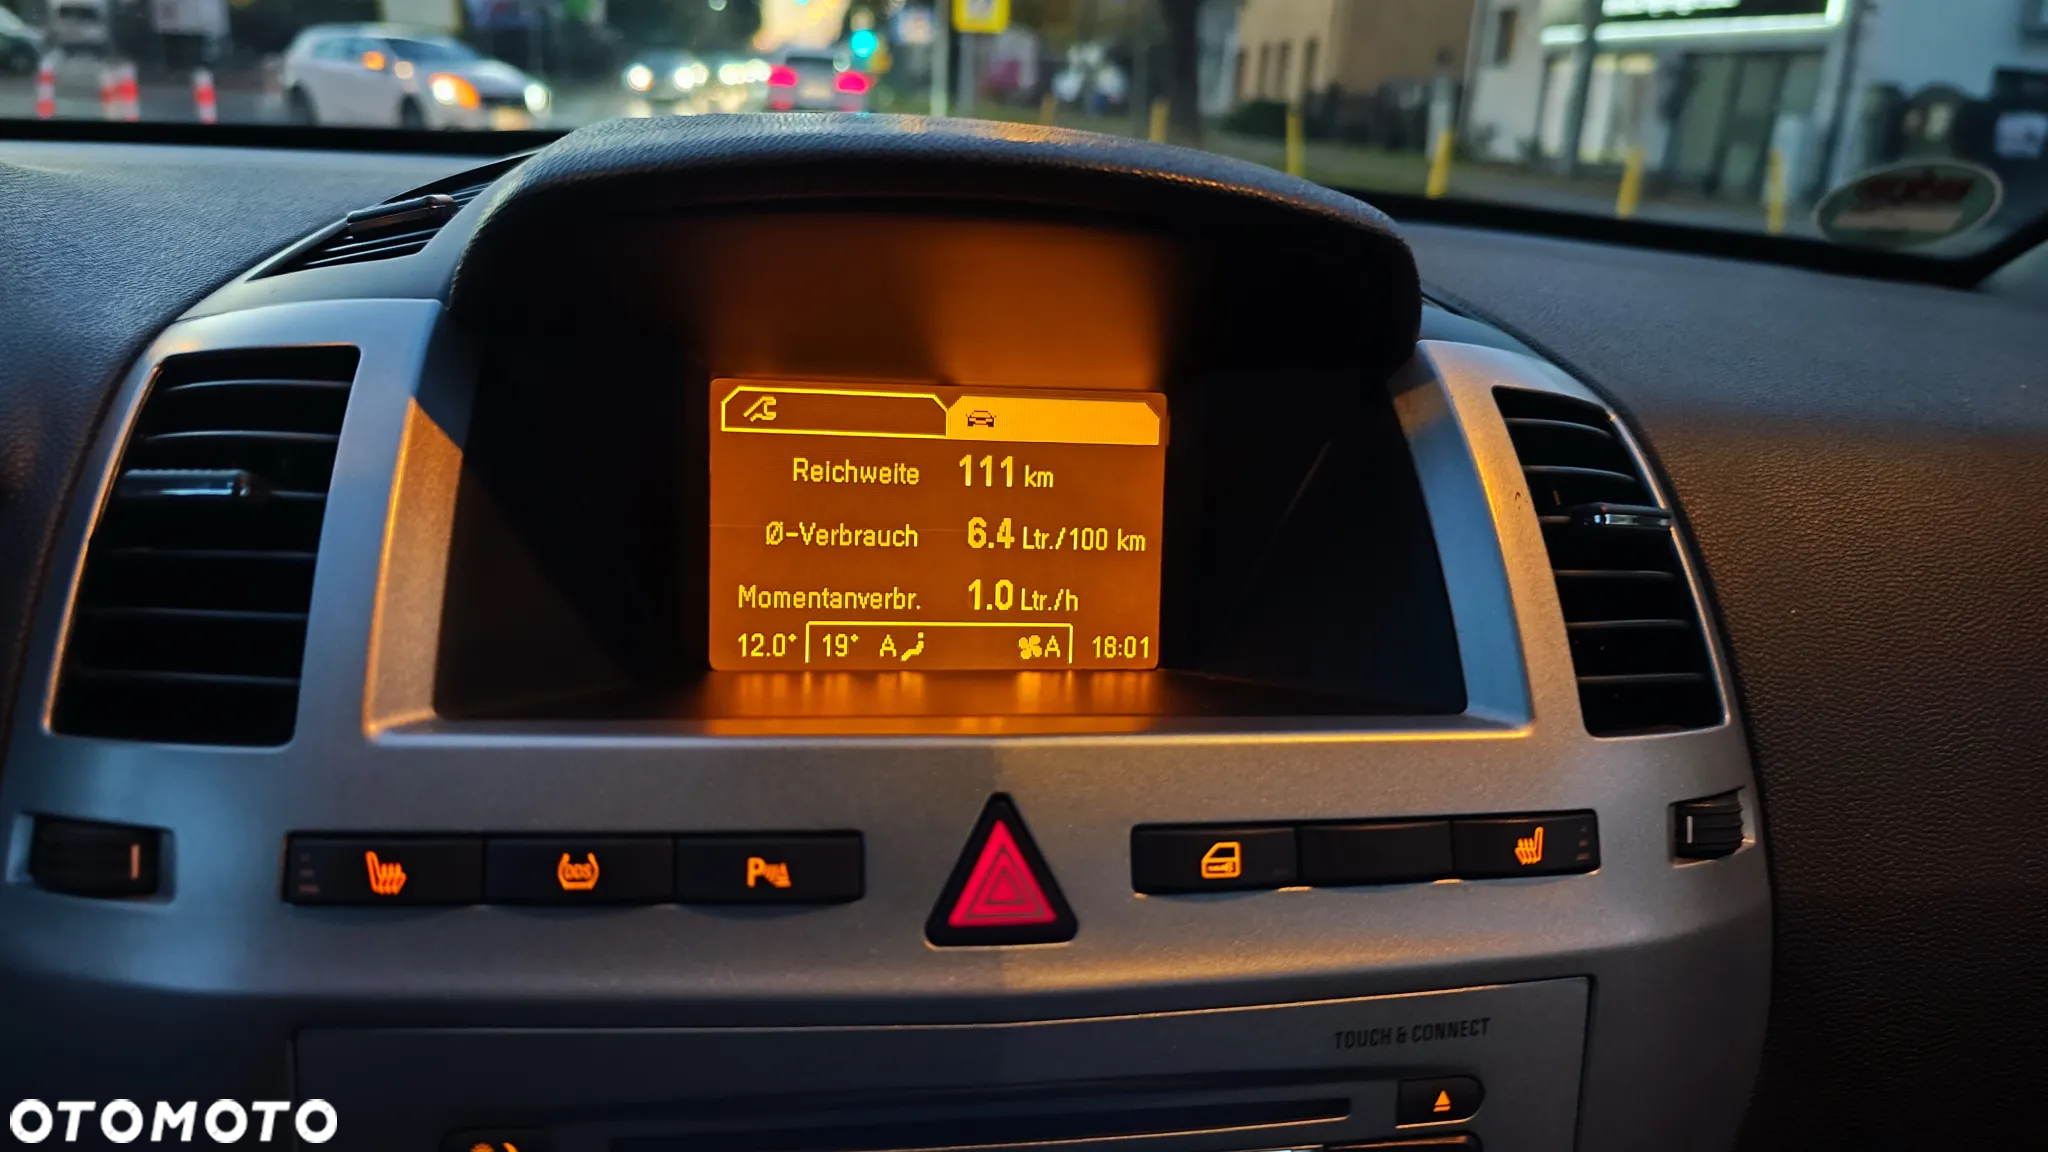 Reichweite 111 km
Ø-Verbrauch 6.4 Ltr./100 km
Momentanverbr. 1.0 Ltr./h
12.0° 19° A A 18:01
DDS
P
TOUCH & CONNECT
OTOMOTO